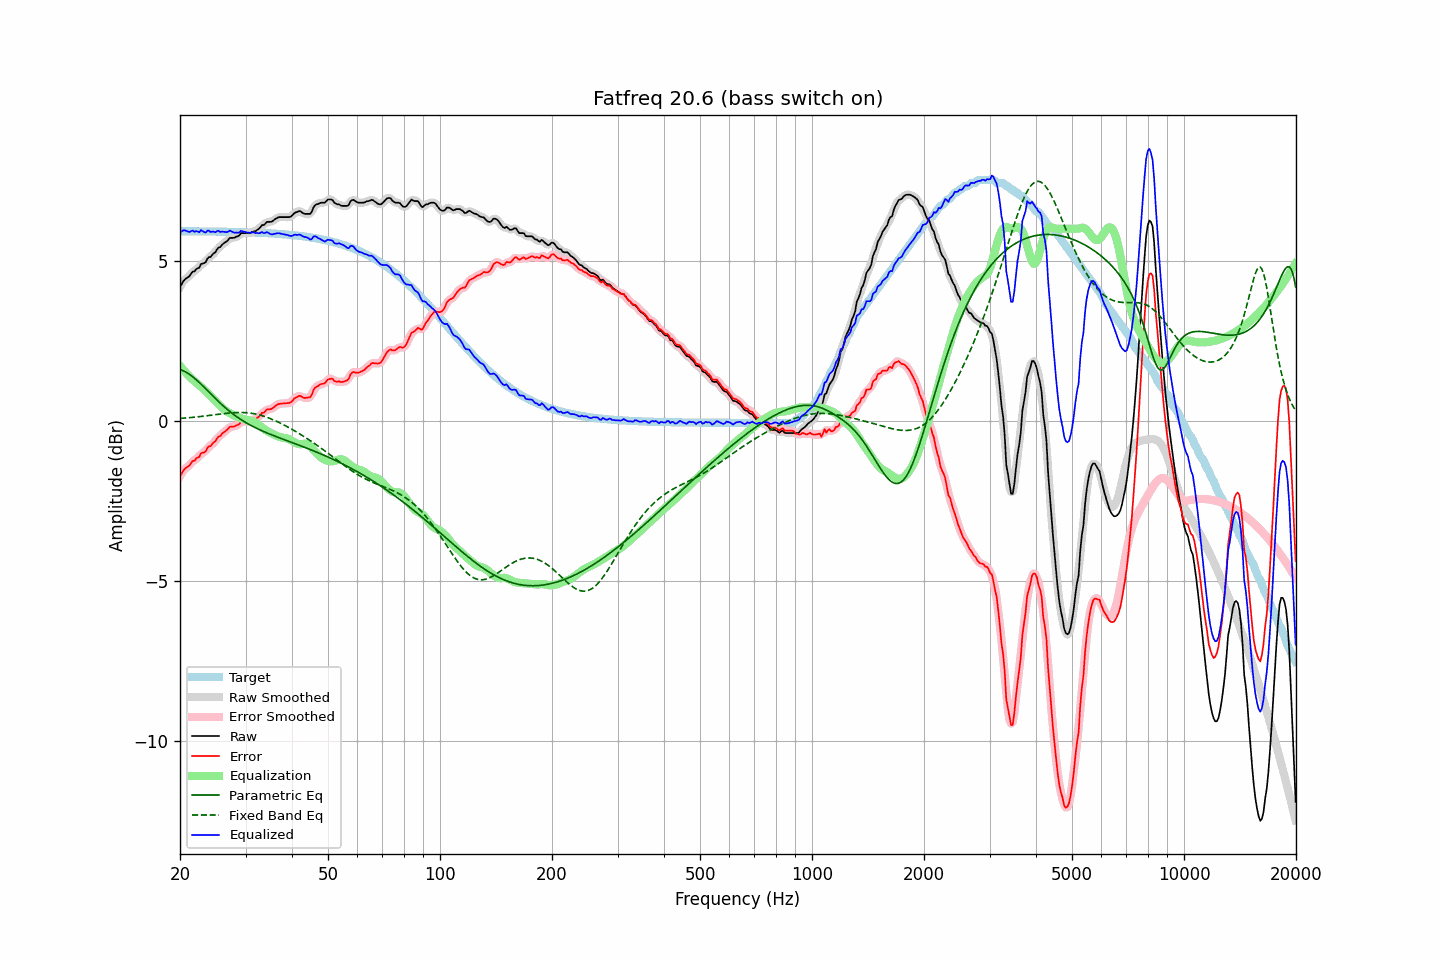 Fatfreq 20.6 (bass switch on)
Amplitude (dBr)
5
0
−5
−10
Target
Raw Smoothed
Error Smoothed
Raw
Error
Equalization
Parametric Eq
Fixed Band Eq
Equalized
20 50 100 200 500 1000 2000 5000 10000 20000
Frequency (Hz)